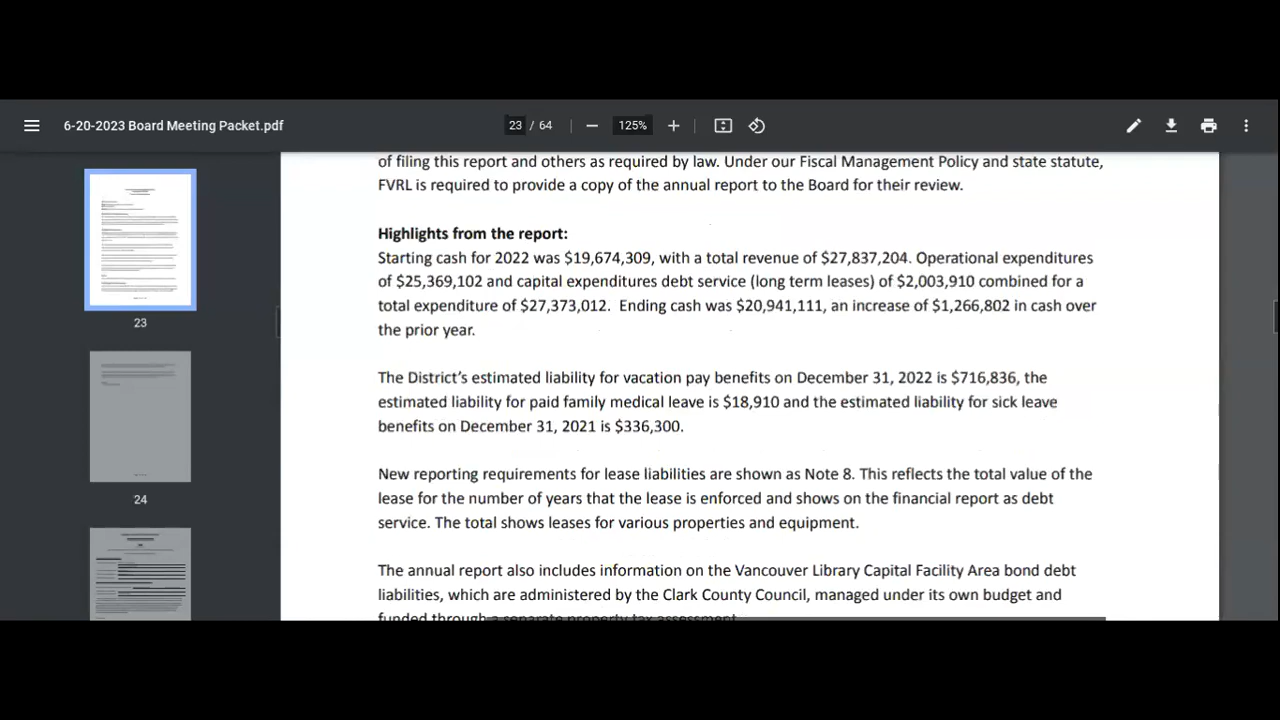 6-20-2023 Board Meeting Packet.pdf
23 / 64
125%
of filing this report and others as required by law. Under our Fiscal Management Policy and state statute,
FVRL is required to provide a copy of the annual report to the Board for their review.
Highlights from the report:
Starting cash for 2022 was $19,674,309, with a total revenue of $27,837,204. Operational expenditures
of $25,369,102 and capital expenditures debt service (long term leases) of $2,003,910 combined for a
total expenditure of $27,373,012. Ending cash was $20,941,111, an increase of $1,266,802 in cash over
the prior year.
The District's estimated liability for vacation pay benefits on December 31, 2022 is $716,836, the
estimated liability for paid family medical leave is $18,910 and the estimated liability for sick leave
benefits on December 31, 2021 is $336,300.
New reporting requirements for lease liabilities are shown as Note 8. This reflects the total value of the
lease for the number of years that the lease is enforced and shows on the financial report as debt
service. The total shows leases for various properties and equipment.
The annual report also includes information on the Vancouver Library Capital Facility Area bond debt
liabilities, which are administered by the Clark County Council, managed under its own budget and
funded through a separate property tax assessment.
23
24